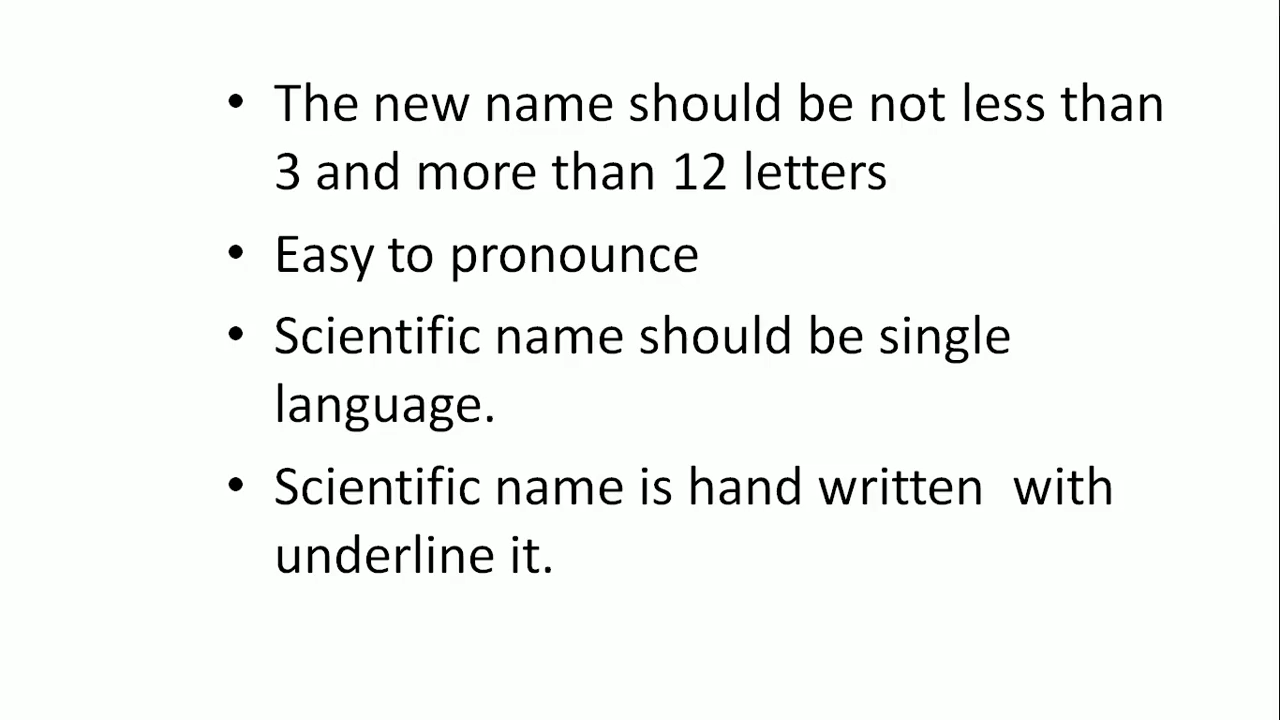 • The new name should be not less than
3 and more than 12 letters
• Easy to pronounce
• Scientific name should be single
language.
• Scientific name is hand written  with
underline it.